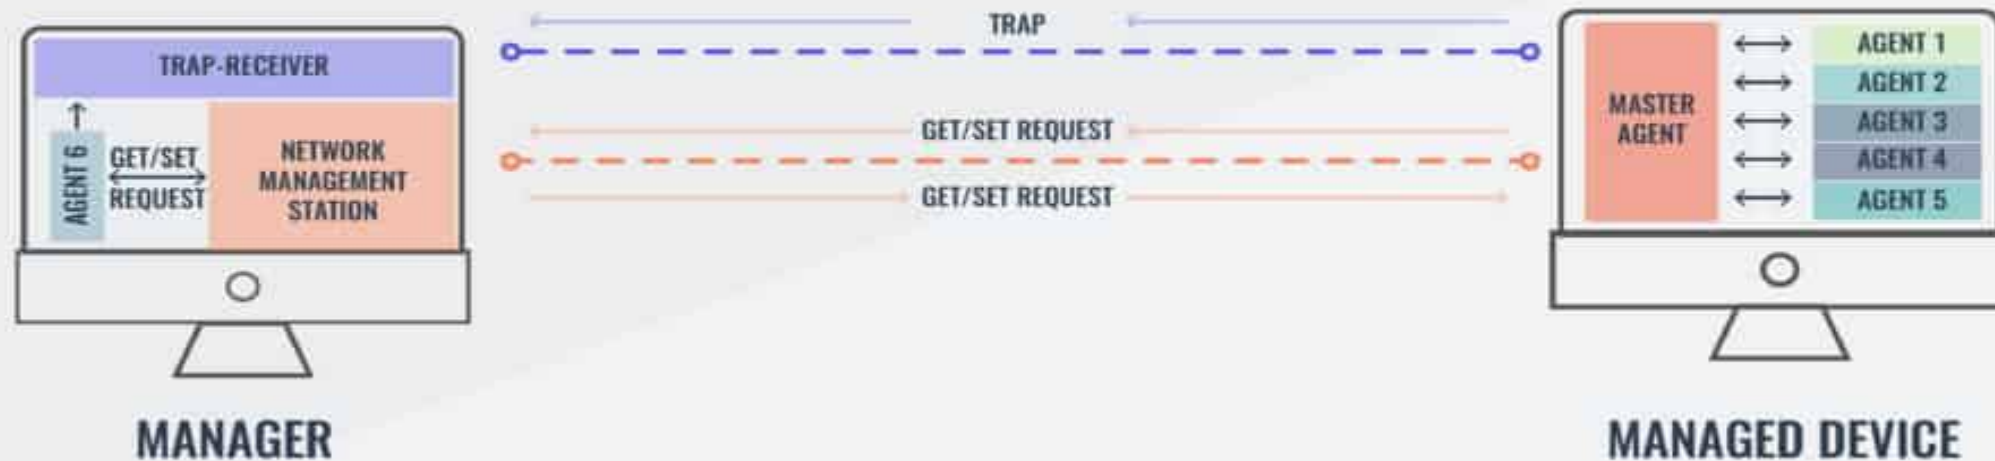 TRAP-RECEIVER
AGENT 6
GET/SET
REQUEST
NETWORK
MANAGEMENT
STATION
MANAGER
TRAP
GET/SET REQUEST
GET/SET REQUEST
MASTER
AGENT
AGENT 1
AGENT 2
AGENT 3
AGENT 4
AGENT 5
MANAGED DEVICE